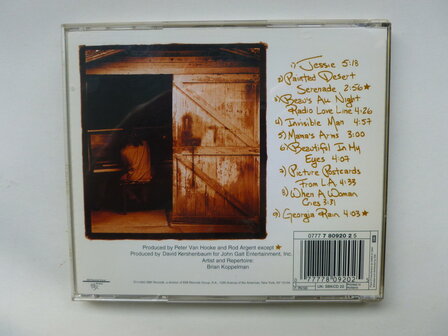 1) Jessie 5:18
2) Painted Desert
Serenade 2:56★
3) Beau's All Night
Radio Love Line 4:26
4) Invisible Man 4:57
5) Mama's Arms 3:00
6) Beautiful In My
Eyes 4:07
7) Picture Postcards
From L.A. 4:33
8) When A Woman
Cries 3:31
9) Georgia Rain 4:03★
Produced by Peter Van Hooke and Rod Argent except ★
Produced by David Kershenbaum for John Galt Entertainment, Inc.
Artist and Repertoire:
Brian Koppelman
0777 7 80920 2 5